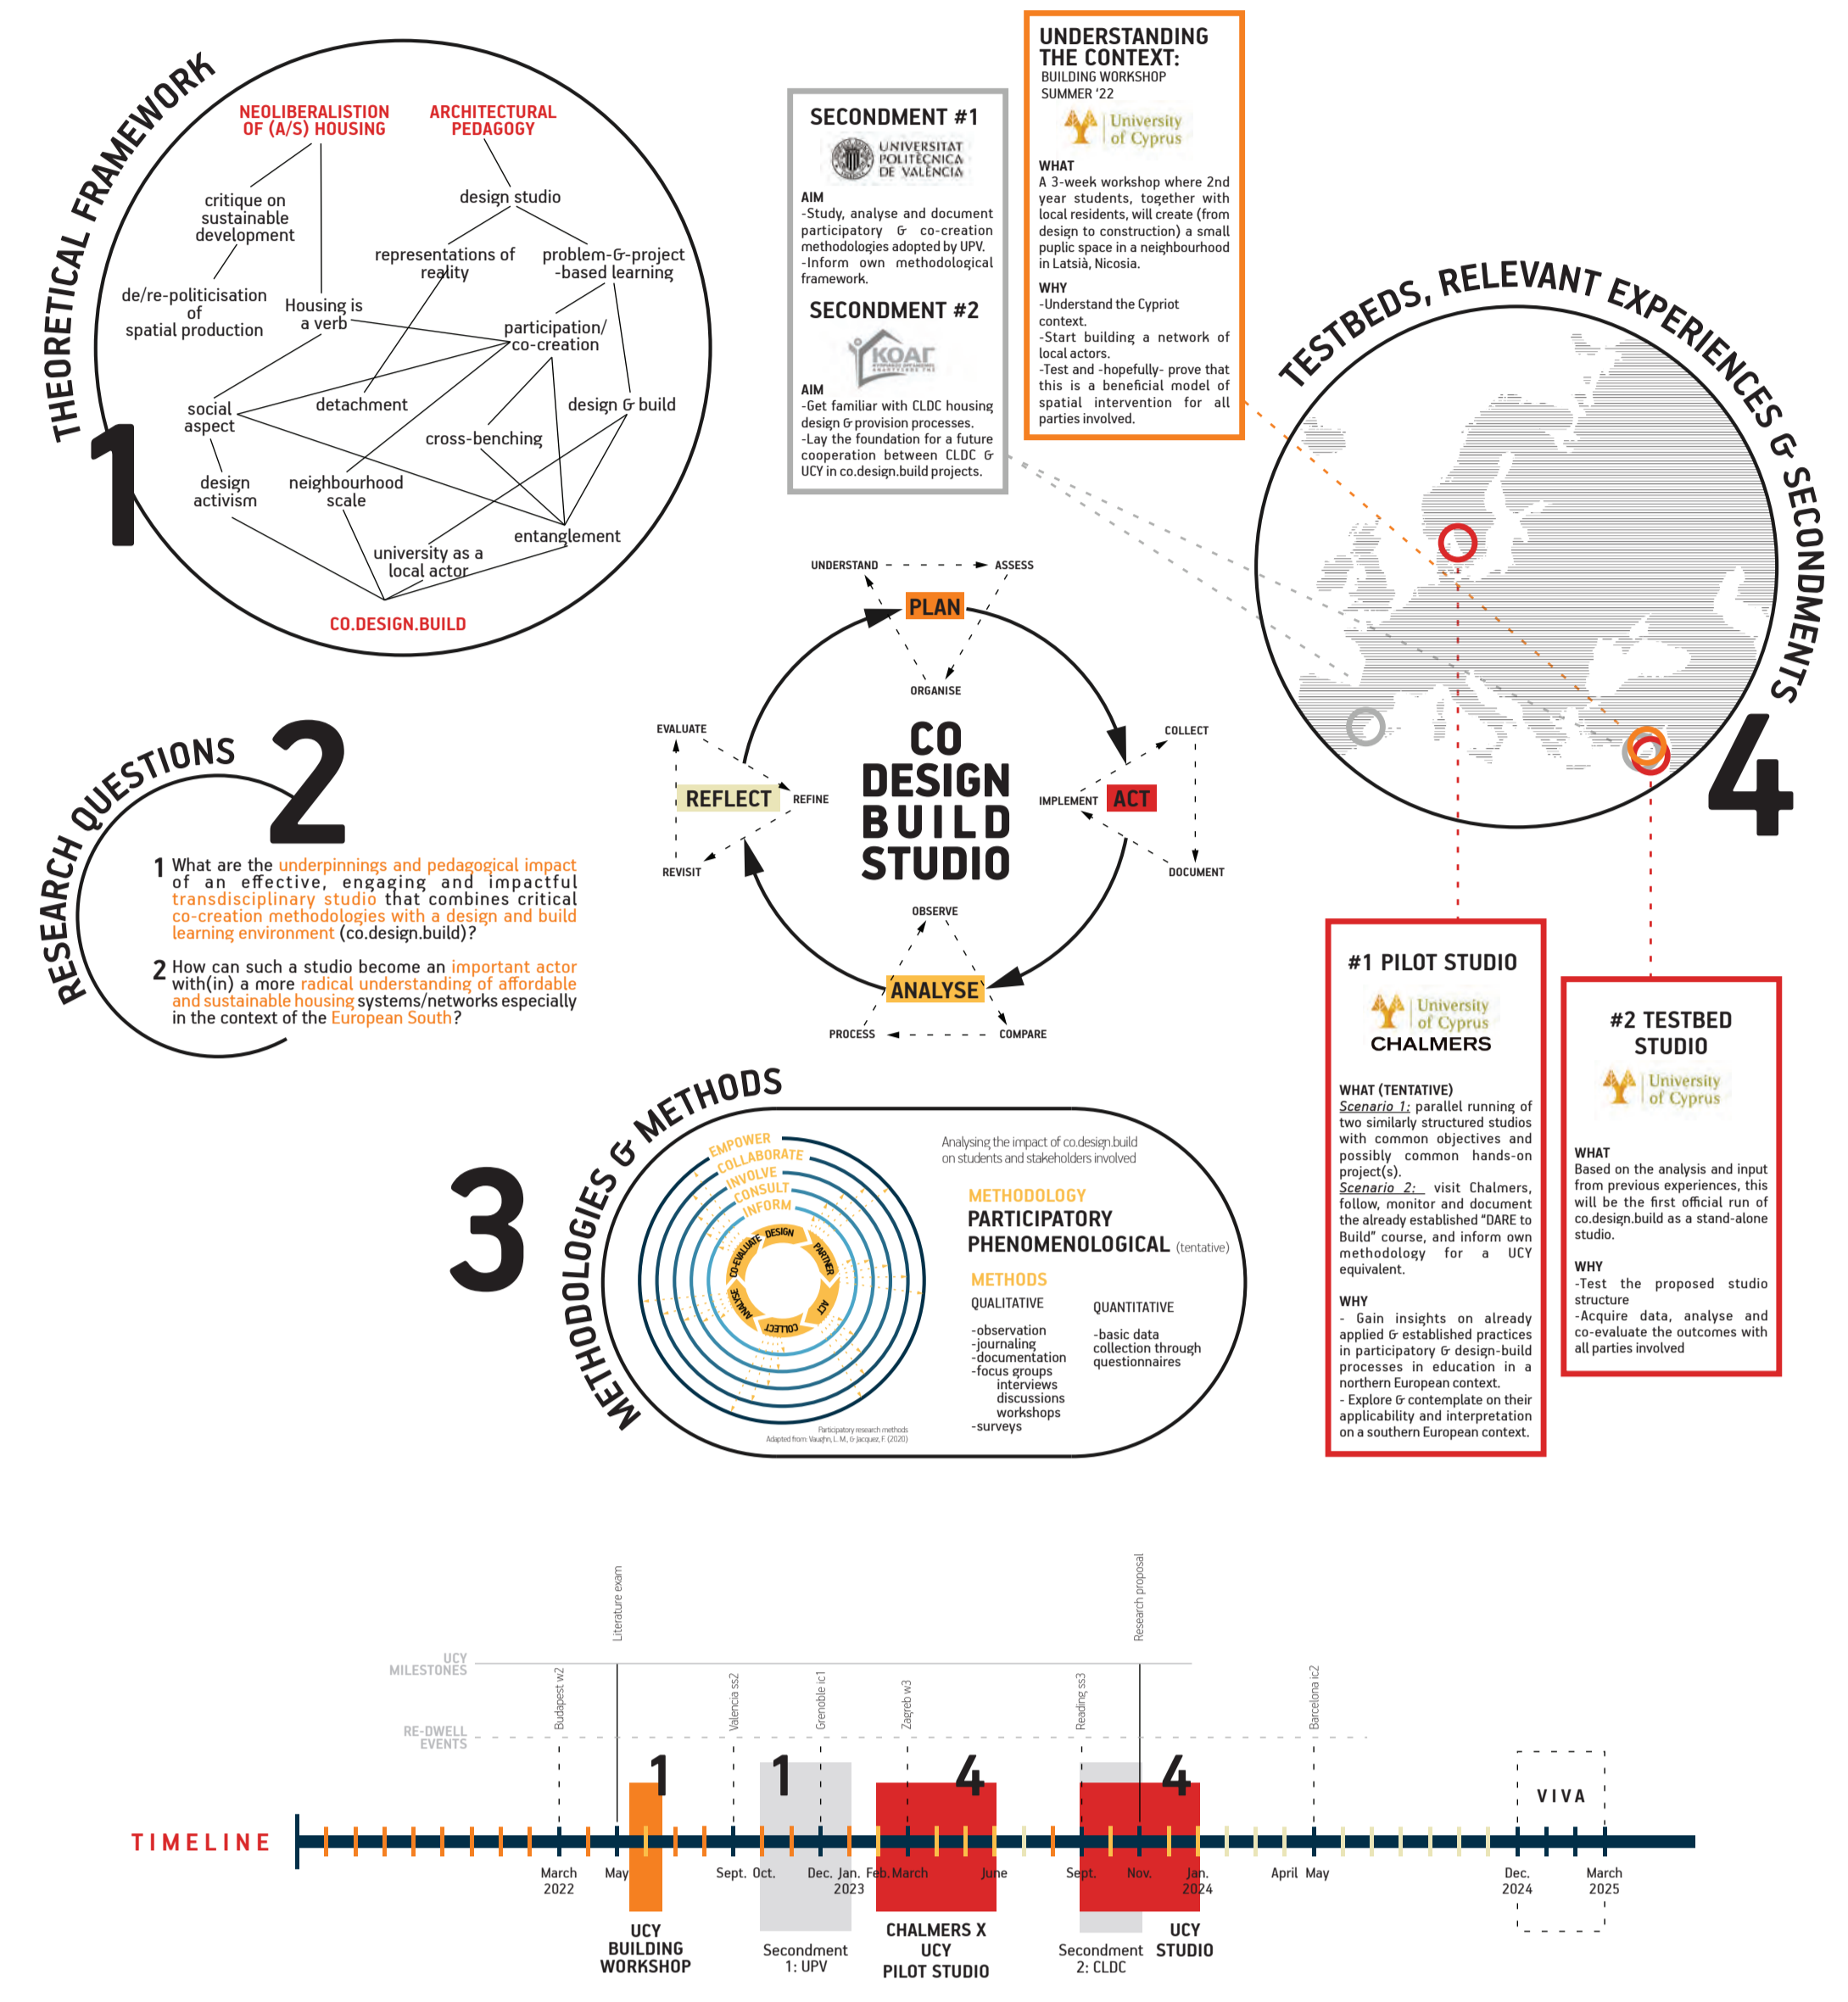 THEORETICAL FRAMEWORK
1
NEOLIBERALISTION
OF (A/S) HOUSING
ARCHITECTURAL
PEDAGOGY
critique on
sustainable
development
design studio
representations of
reality
problem-&-project
-based learning
de/re-politicisation
of
spatial production
Housing is
a verb
participation/
co-creation
social
aspect
detachment
design & build
cross-benching
design
activism
neighbourhood
scale
entanglement
university as a
local actor
CO.DESIGN.BUILD
SECONDMENT #1
UNIVERSITAT
POLITÈCNICA
DE VALÈNCIA
AIM
-Study, analyse and document
participatory & co-creation
methodologies adopted by UPV.
-Inform own methodological
framework.
SECONDMENT #2
ΚΟΑΓ
AIM
-Get familiar with CLDC housing
design & provision processes.
-Lay the foundation for a future
cooperation between CLDC &
UCY in co.design.build projects.
UNDERSTANDING
THE CONTEXT:
BUILDING WORKSHOP
SUMMER ‘22
University
of Cyprus
WHAT
A 3-week workshop where 2nd
year students, together with
local residents, will create (from
design to construction) a small
puplic space in a neighbourhood
in Latsià, Nicosia.
WHY
-Understand the Cypriot
context.
-Start building a network of
local actors.
-Test and -hopefully- prove that
this is a beneficial model of
spatial intervention for all
parties involved.
TESTBEDS, RELEVANT EXPERIENCES & SECONDMENTS
4
RESEARCH QUESTIONS
2
1 What are the underpinnings and pedagogical impact
of an effective, engaging and impactful
transdisciplinary studio that combines critical
co-creation methodologies with a design and build
learning environment (co.design.build)?
2 How can such a studio become an important actor
with(in) a more radical understanding of affordable
and sustainable housing systems/networks especially
in the context of the European South?
UNDERSTAND
ASSESS
PLAN
ORGANISE
EVALUATE
COLLECT
REFLECT
REFINE
IMPLEMENT
ACT
REVISIT
DOCUMENT
CO
DESIGN
BUILD
STUDIO
OBSERVE
ANALYSE
PROCESS
COMPARE
#1 PILOT STUDIO
University
of Cyprus
CHALMERS
WHAT (TENTATIVE)
Scenario 1: parallel running of
two similarly structured studios
with common objectives and
possibly common hands-on
project(s).
Scenario 2: visit Chalmers,
follow, monitor and document
the already established “DARE to
Build” course, and inform own
methodology for a UCY
equivalent.
WHY
- Gain insights on already
applied & established practices
in participatory & design-build
processes in education in a
northern European context.
- Explore & contemplate on their
applicability and interpretation
on a southern European context.
#2 TESTBED
STUDIO
University
of Cyprus
WHAT
Based on the analysis and input
from previous experiences, this
will be the first official run of
co.design.build as a stand-alone
studio.
WHY
-Test the proposed studio
structure
-Acquire data, analyse and
co-evaluate the outcomes with
all parties involved
METHODOLOGIES & METHODS
3
EMPOWER
COLLABORATE
INVOLVE
CONSULT
INFORM
DESIGN
PARTNER
ACT
COLLECT
ANALYSE
CO-EVALUATE
Participatory research methods
Adapted from: Vaughn, L. M., & Jacquez, F. (2020)
Analysing the impact of co.design.build
on students and stakeholders involved
METHODOLOGY
PARTICIPATORY
PHENOMENOLOGICAL (tentative)
METHODS
QUALITATIVE
-observation
-journaling
-documentation
-focus groups
interviews
discussions
workshops
-surveys
QUANTITATIVE
-basic data
collection through
questionnaires
Literature exam
Research proposal
UCY
MILESTONES
Budapest w2
Valencia ss2
Grenoble ic1
Zagreb w3
Reading ss3
Barcelona ic2
RE-DWELL
EVENTS
1
1
4
4
VIVA
TIMELINE
March
2022
May
Sept.
Oct.
Dec.
Jan.
2023
Feb.
March
June
Sept.
Nov.
Jan.
2024
April
May
Dec.
2024
March
2025
UCY
BUILDING
WORKSHOP
Secondment
1: UPV
CHALMERS X
UCY
PILOT STUDIO
Secondment
2: CLDC
UCY
STUDIO